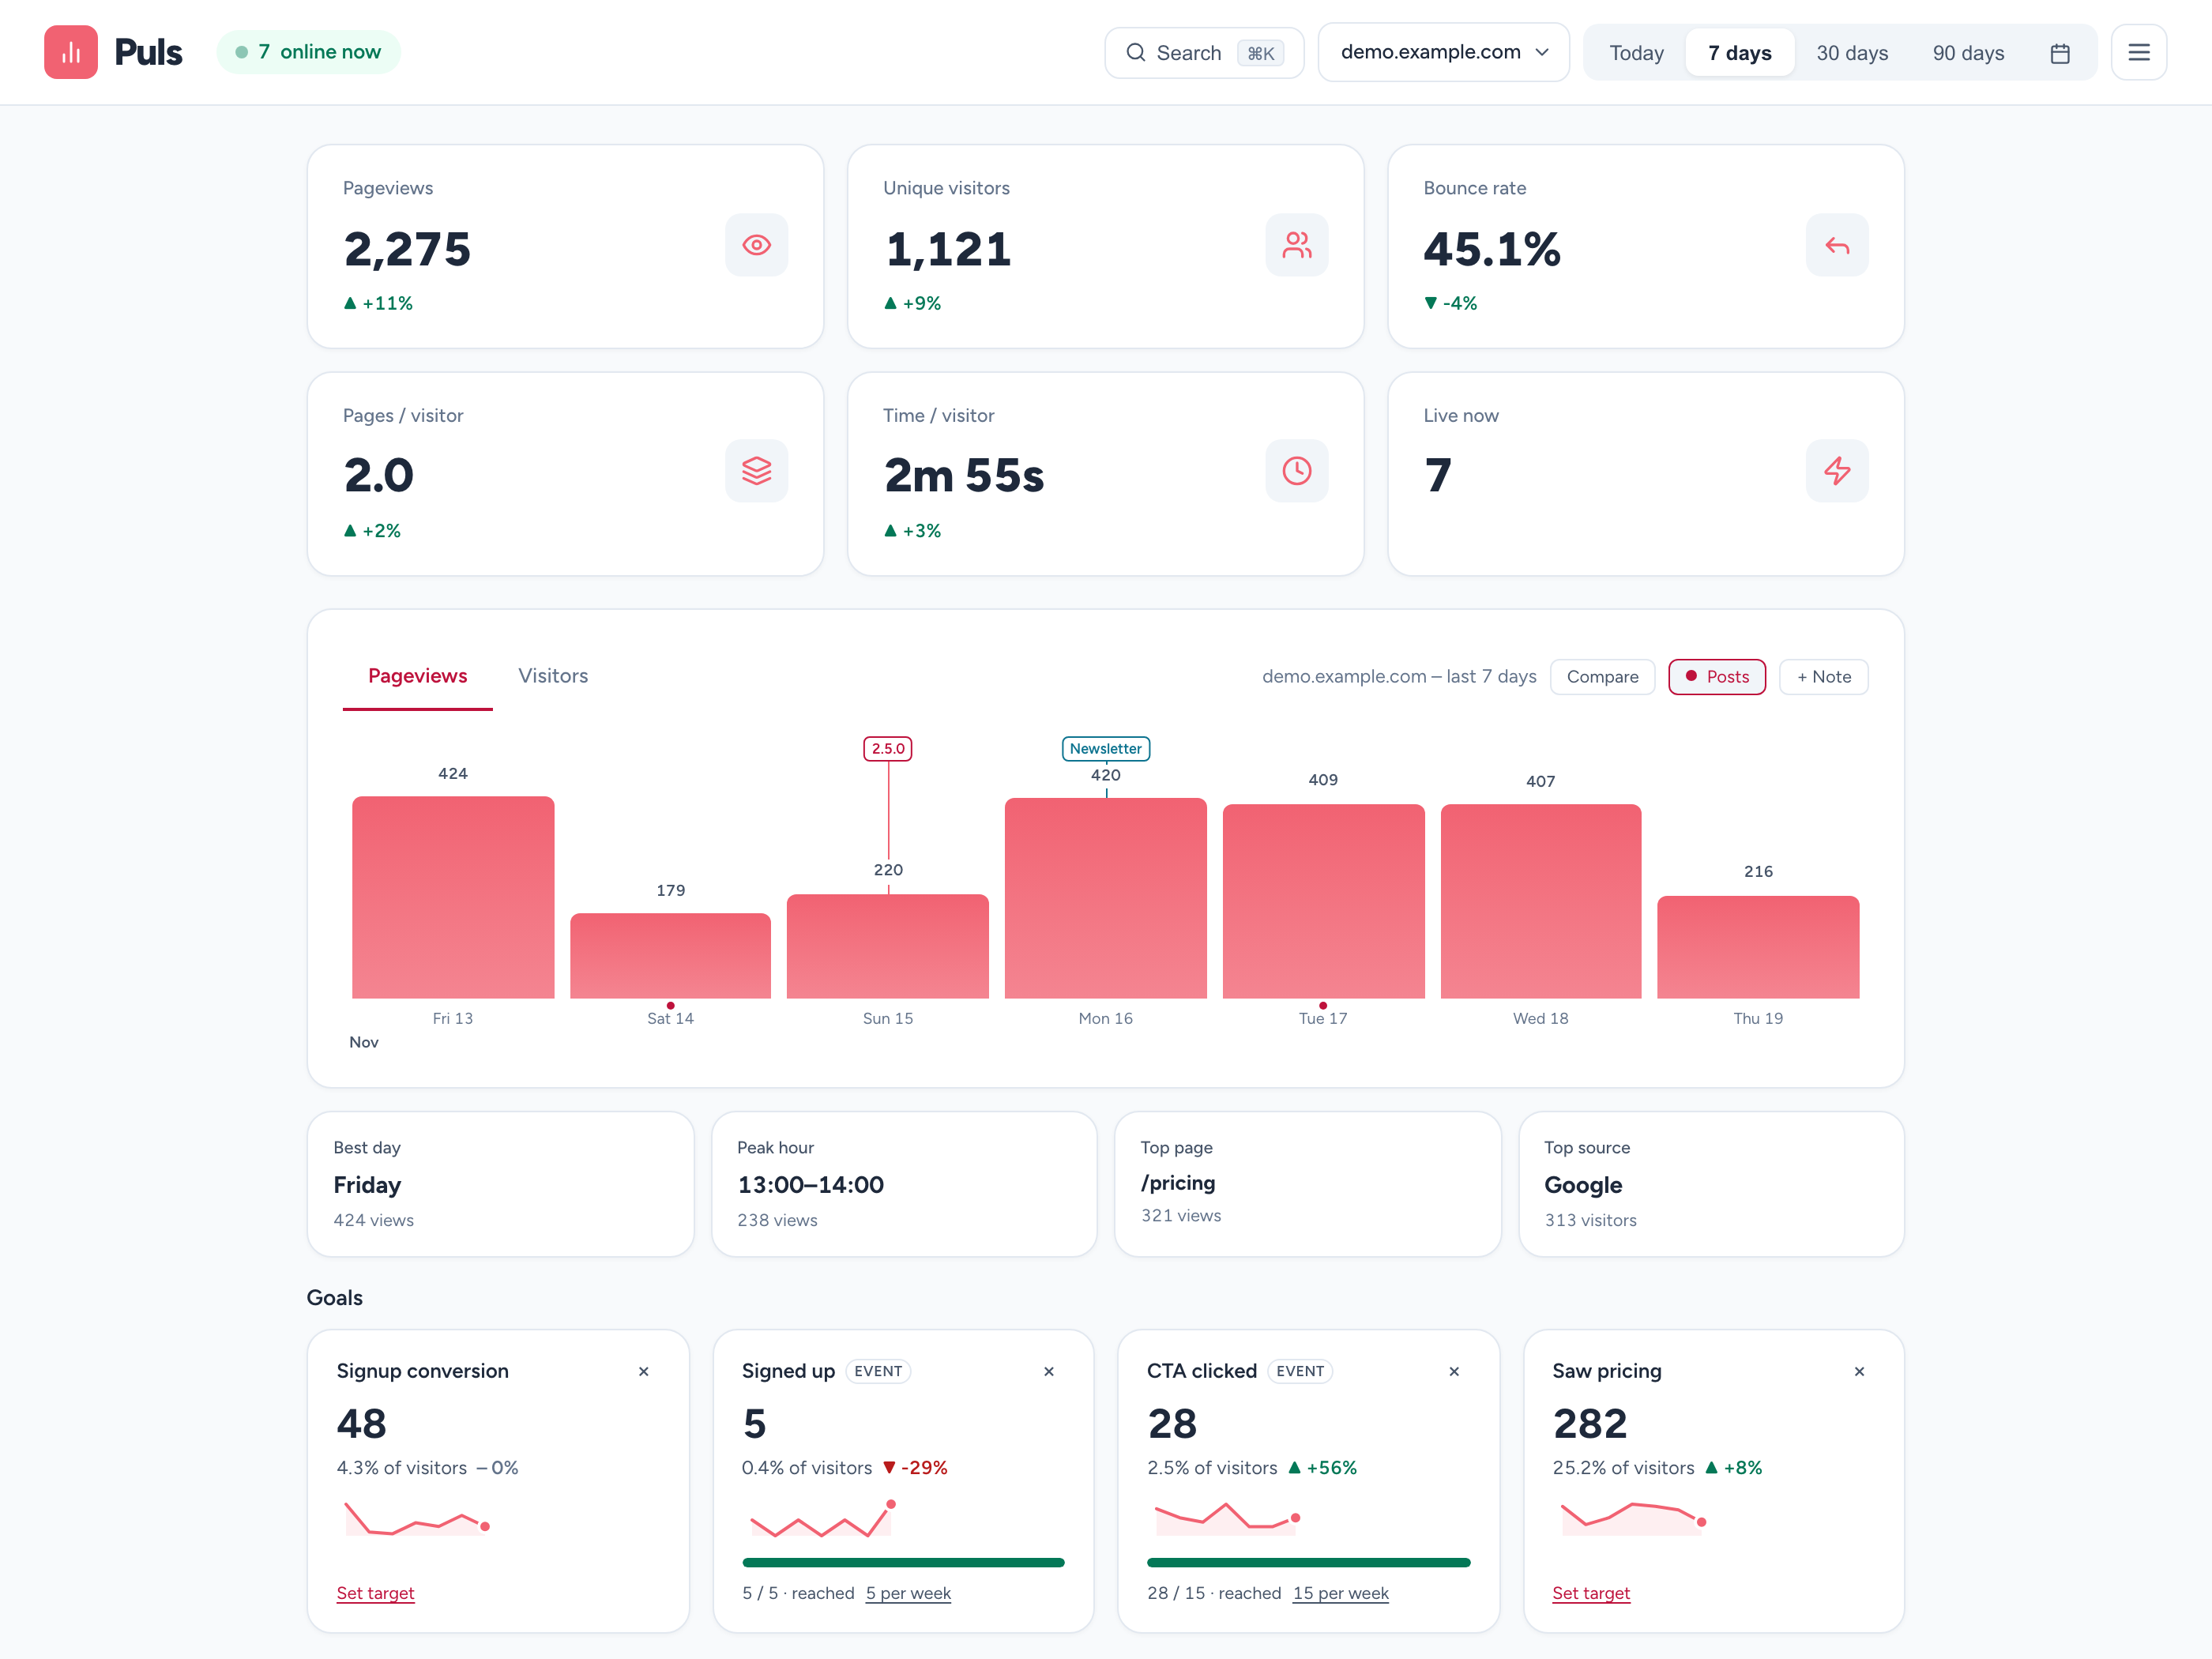 Puls
7 online now
Search ⌘K
demo.example.com
Today 7 days 30 days 90 days
Pageviews
2,275
+11%
Unique visitors
1,121
+9%
Bounce rate
45.1%
-4%
Pages / visitor
2.0
+2%
Time / visitor
2m 55s
+3%
Live now
7
Pageviews Visitors
demo.example.com – last 7 days Compare Posts + Note
2.5.0 Newsletter
424 179 220 420 409 407 216
Fri 13 Sat 14 Sun 15 Mon 16 Tue 17 Wed 18 Thu 19
Nov
Best day
Friday
424 views
Peak hour
13:00–14:00
238 views
Top page
/pricing
321 views
Top source
Google
313 visitors
Goals
Signup conversion ×
48
4.3% of visitors – 0%
Set target
Signed up EVENT ×
5
0.4% of visitors -29%
5 / 5 · reached 5 per week
CTA clicked EVENT ×
28
2.5% of visitors +56%
28 / 15 · reached 15 per week
Saw pricing ×
282
25.2% of visitors +8%
Set target